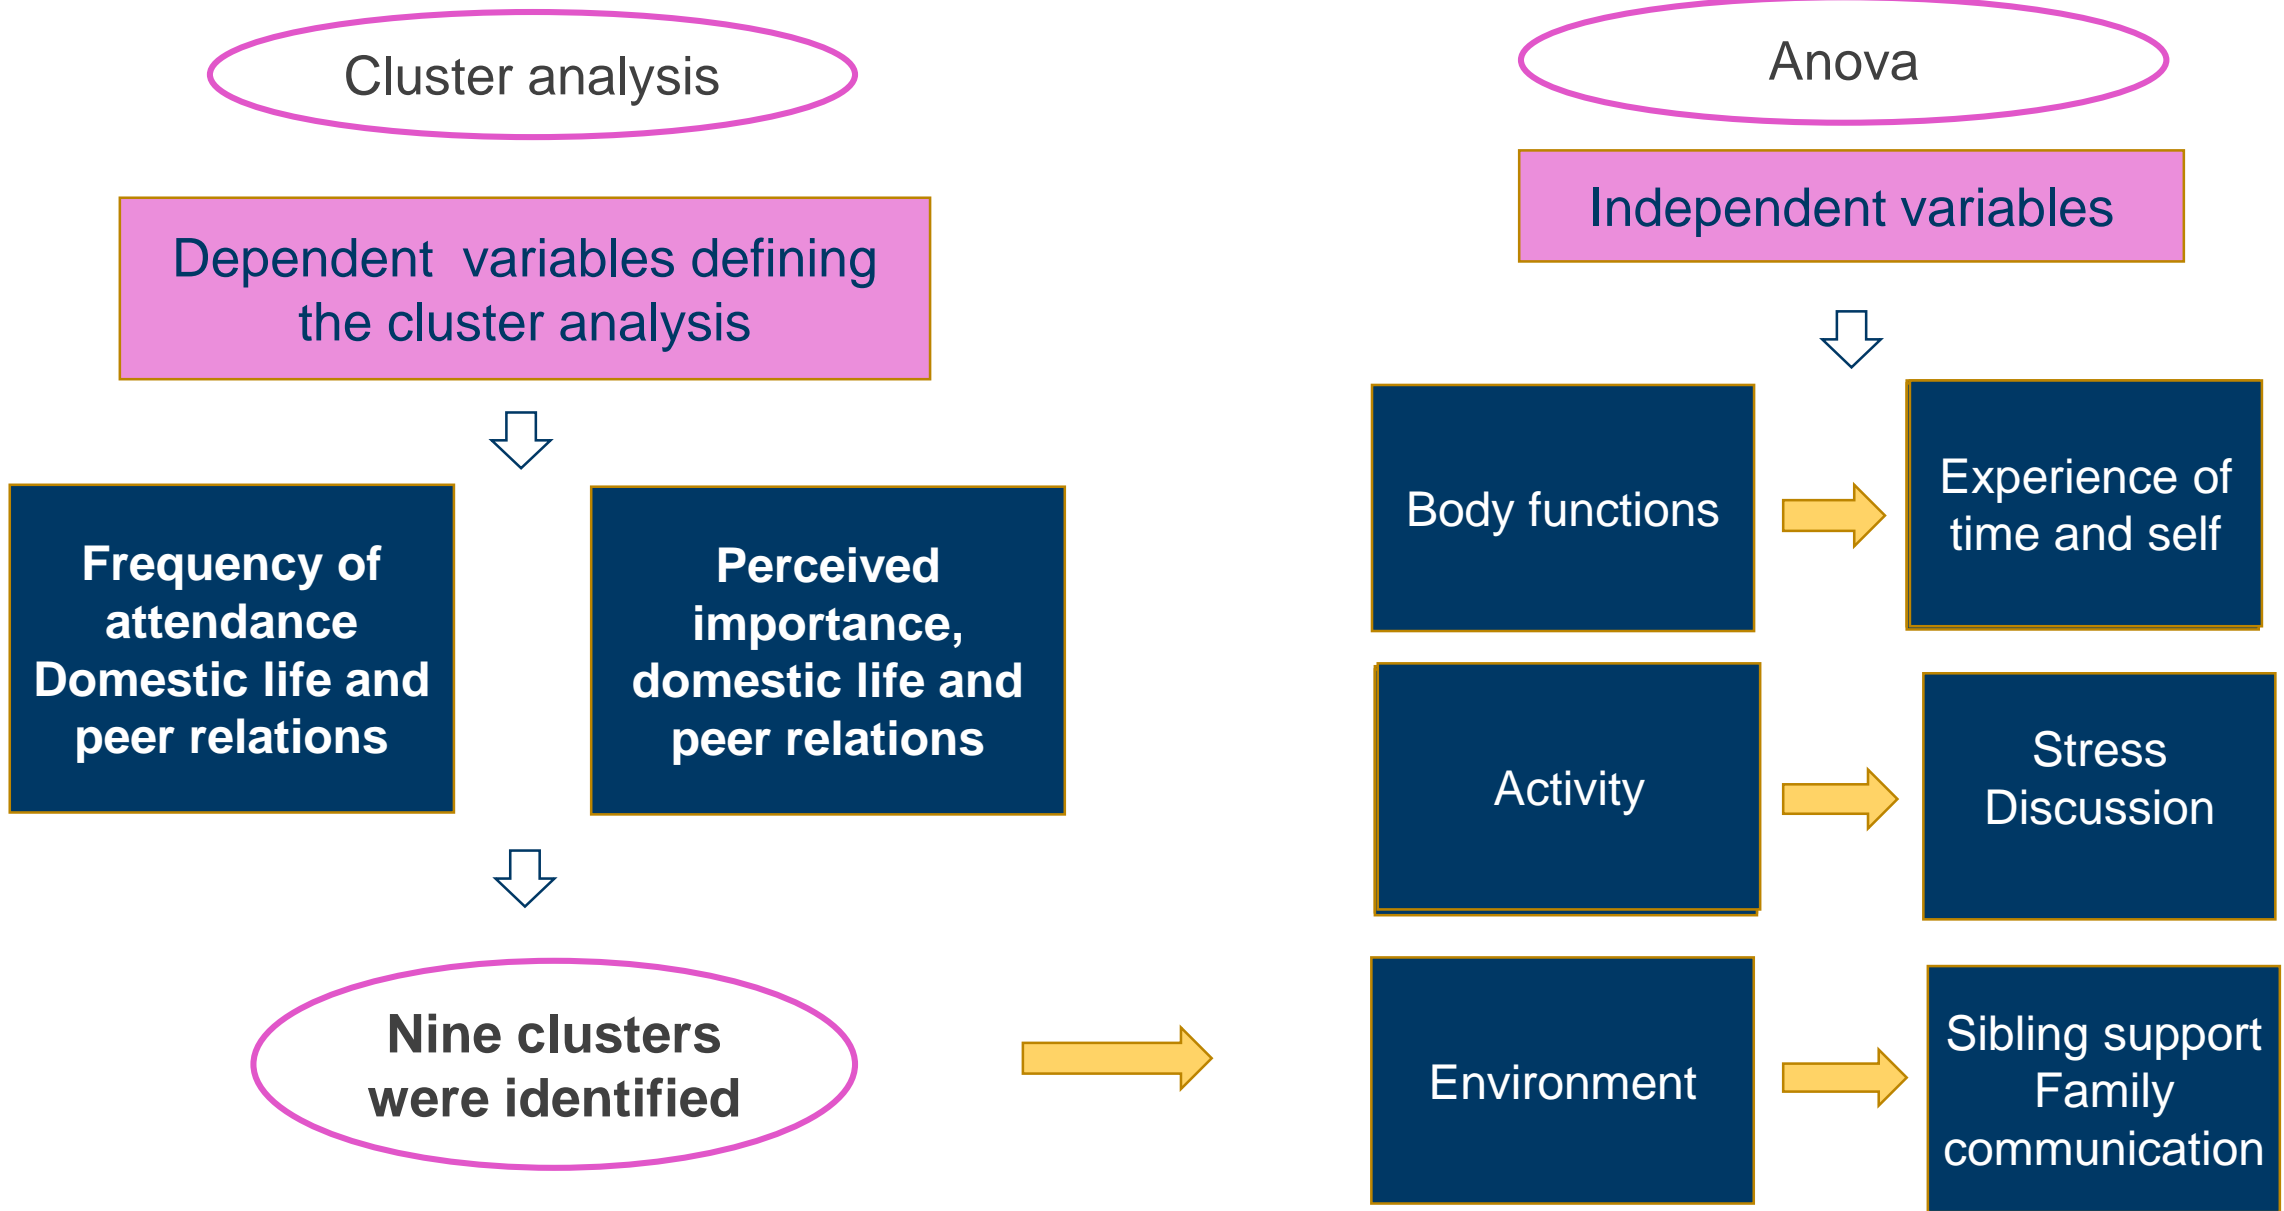 Cluster analysis
Dependent  variables defining
the cluster analysis
Frequency of
attendance
Domestic life and
peer relations
Perceived
importance,
domestic life and
peer relations
Nine clusters
were identified
Anova
Independent variables
Body functions
Experience of
time and self
Activity
Stress
Discussion
Environment
Sibling support
Family
communication